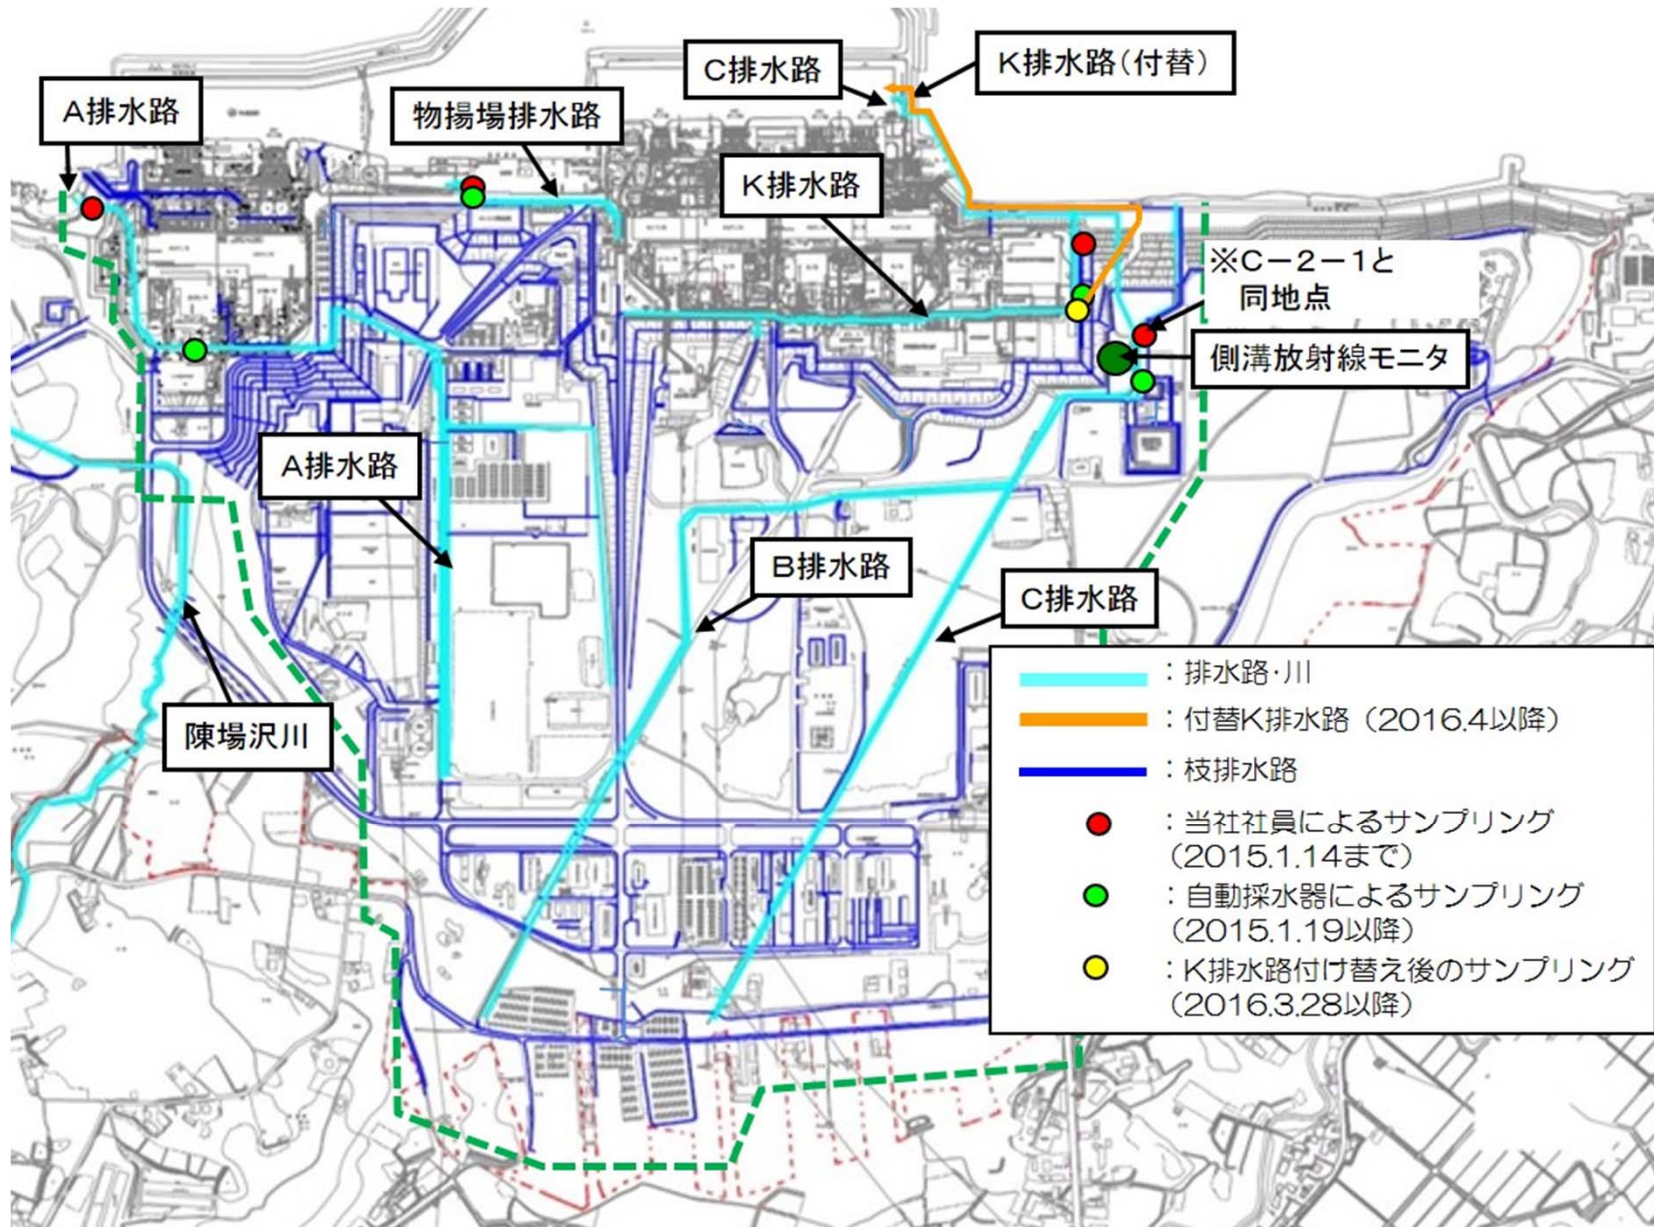 C排水路
K排水路(付替)
A排水路
物揚場排水路
K排水路
※C－2－1と
同地点
側溝放射線モニタ
A排水路
B排水路
C排水路
陳場沢川
：排水路・川
：付替K排水路（2016.4以降）
：枝排水路
：当社社員によるサンプリング
（2015.1.14まで）
：自動採水器によるサンプリング
（2015.1.19以降）
：K排水路付け替え後のサンプリング
（2016.3.28以降）